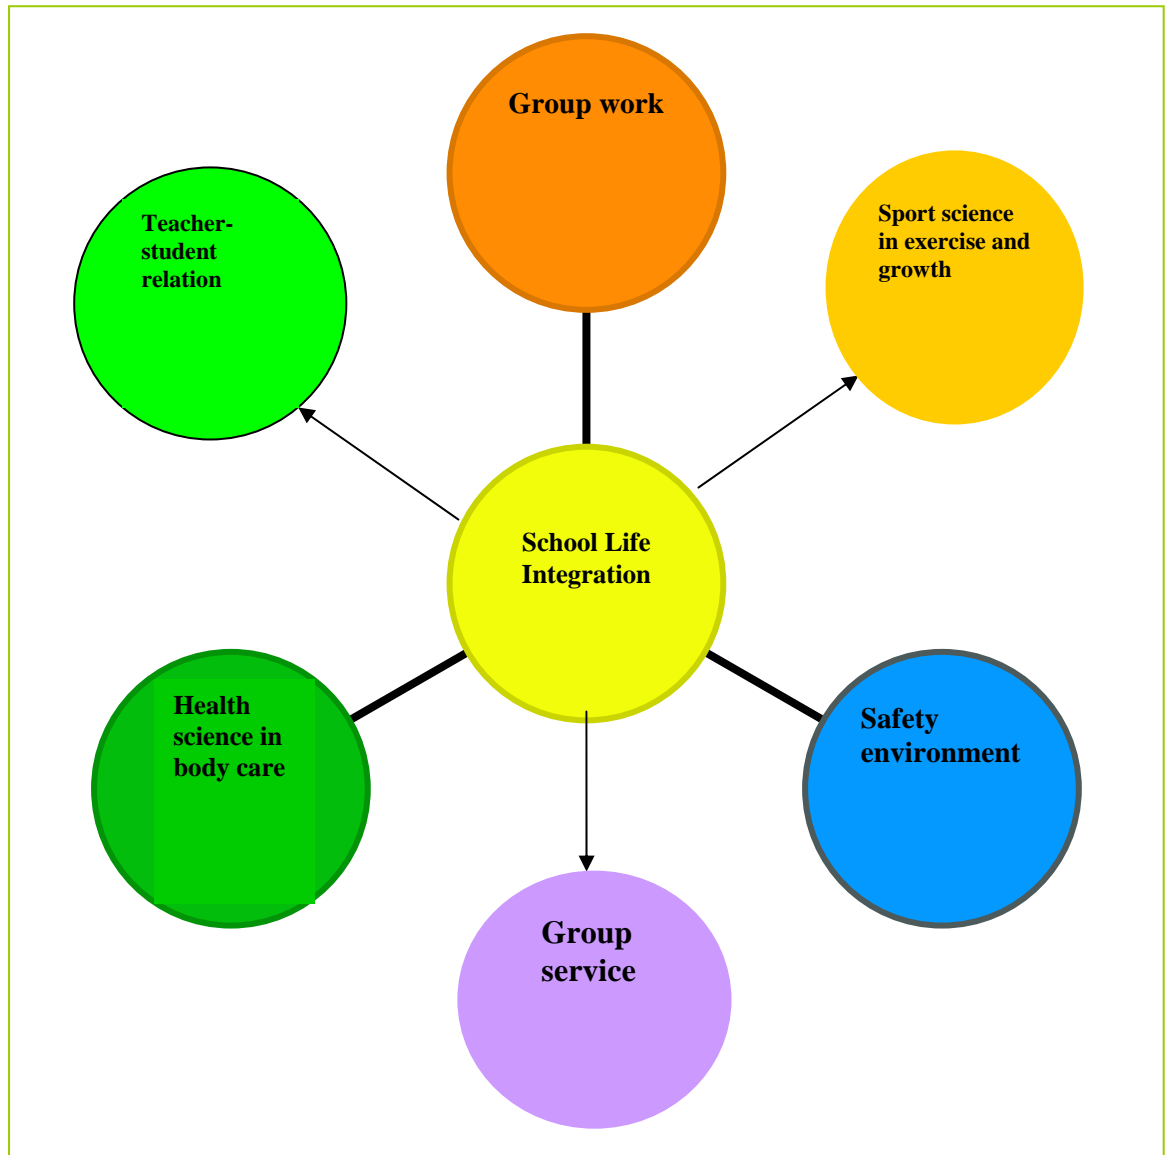 Group work
Teacher-
student
relation
Sport science
in exercise and
growth
School Life
Integration
Health
science in
body care
Safety
environment
Group
service